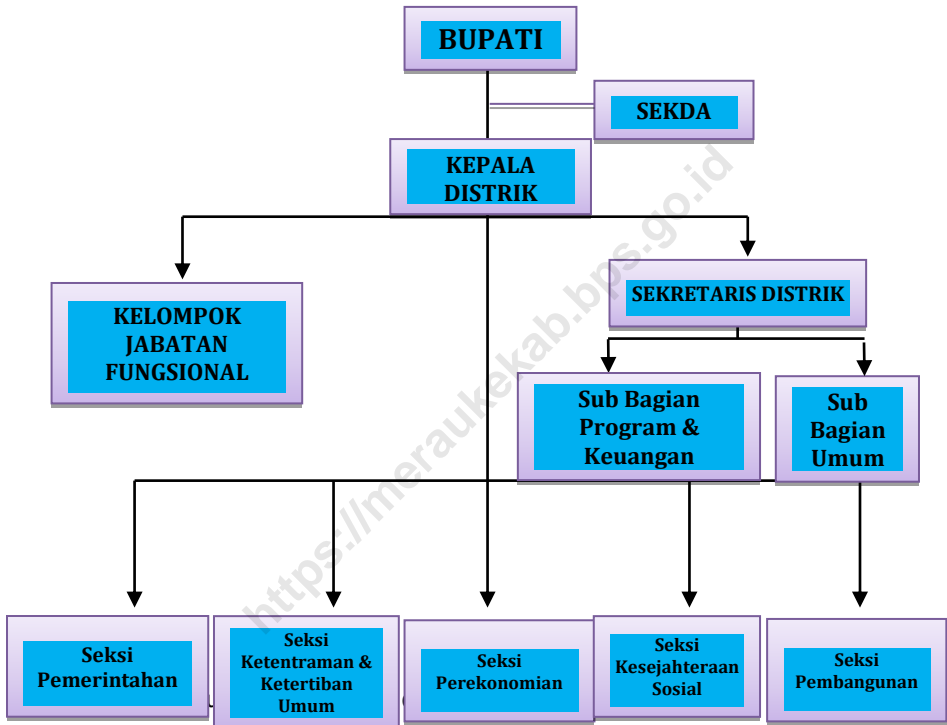 BUPATI
SEKDA
KEPALA
DISTRIK
KELOMPOK
JABATAN
FUNGSIONAL
SEKRETARIS DISTRIK
Sub Bagian
Program &
Keuangan
Sub
Bagian
Umum
Seksi
Pemerintahan
Seksi
Ketentraman &
Ketertiban
Umum
Seksi
Perekonomian
Seksi
Kesejahteraan
Sosial
Seksi
Pembangunan
https://meraukekab.bps.go.id